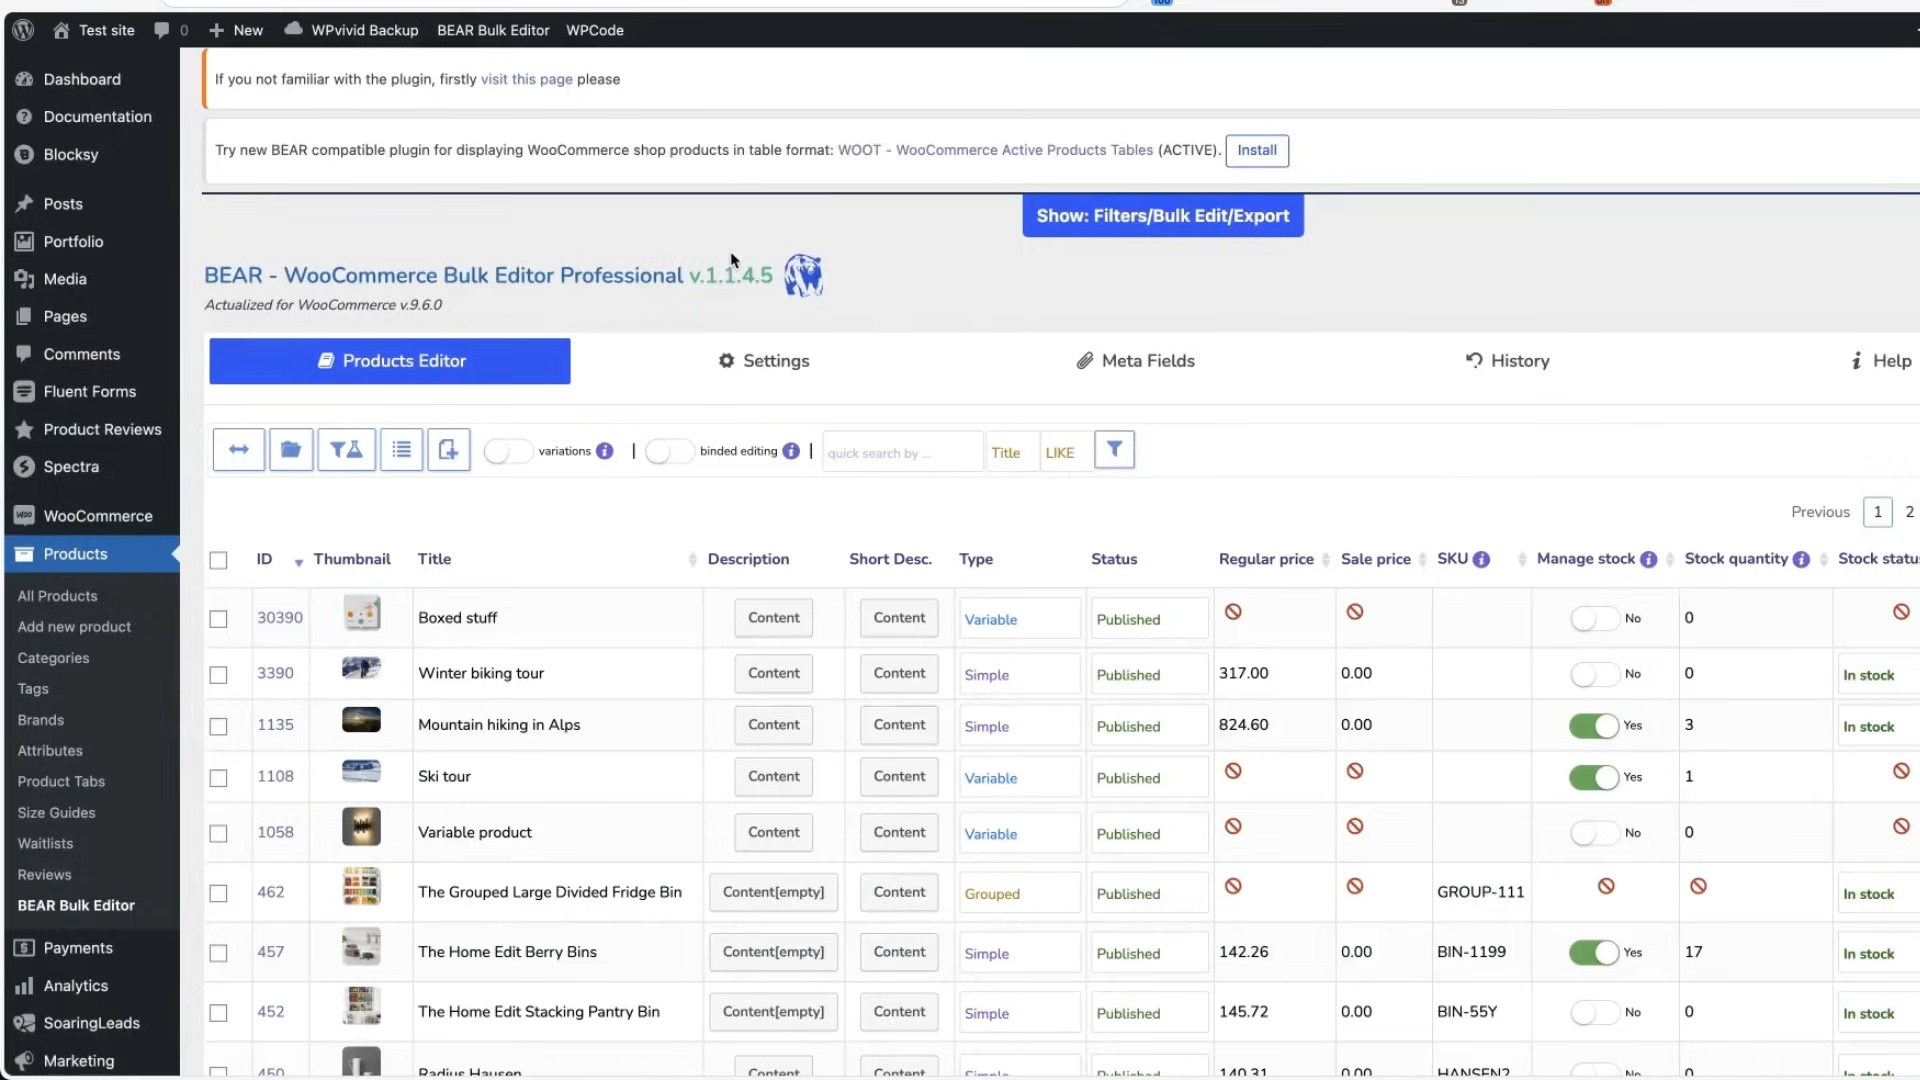 Test site 0 New WPvivid Backup BEAR Bulk Editor WPCode
Dashboard
Documentation
Blocksy
Posts
Portfolio
Media
Pages
Comments
Fluent Forms
Product Reviews
Spectra
WooCommerce
Products
All Products
Add new product
Categories
Tags
Brands
Attributes
Product Tabs
Size Guides
Waitlists
Reviews
BEAR Bulk Editor
Payments
Analytics
SoaringLeads
Marketing
If you not familiar with the plugin, firstly visit this page please
Try new BEAR compatible plugin for displaying WooCommerce shop products in table format: WOOT - WooCommerce Active Products Tables (ACTIVE). Install
Show: Filters/Bulk Edit/Export
BEAR - WooCommerce Bulk Editor Professional v.1.1.4.5
Actualized for WooCommerce v.9.6.0
Products Editor Settings Meta Fields History Help
variations | binded editing | quick search by ... Title LIKE
Previous 1 2
ID Thumbnail Title Description Short Desc. Type Status Regular price Sale price SKU Manage stock Stock quantity Stock status
30390 Boxed stuff Content Content Variable Published No 0
3390 Winter biking tour Content Content Simple Published 317.00 0.00 No 0 In stock
1135 Mountain hiking in Alps Content Content Simple Published 824.60 0.00 Yes 3 In stock
1108 Ski tour Content Content Variable Published Yes 1
1058 Variable product Content Content Variable Published No 0
462 The Grouped Large Divided Fridge Bin Content[empty] Content Grouped Published GROUP-111 In stock
457 The Home Edit Berry Bins Content[empty] Content Simple Published 142.26 0.00 BIN-1199 Yes 17 In stock
452 The Home Edit Stacking Pantry Bin Content[empty] Content Simple Published 145.72 0.00 BIN-55Y No 0 In stock
450 Radius Hausen Content Content Simple Published 140.31 0.00 HANSEN2 No 0 In stock